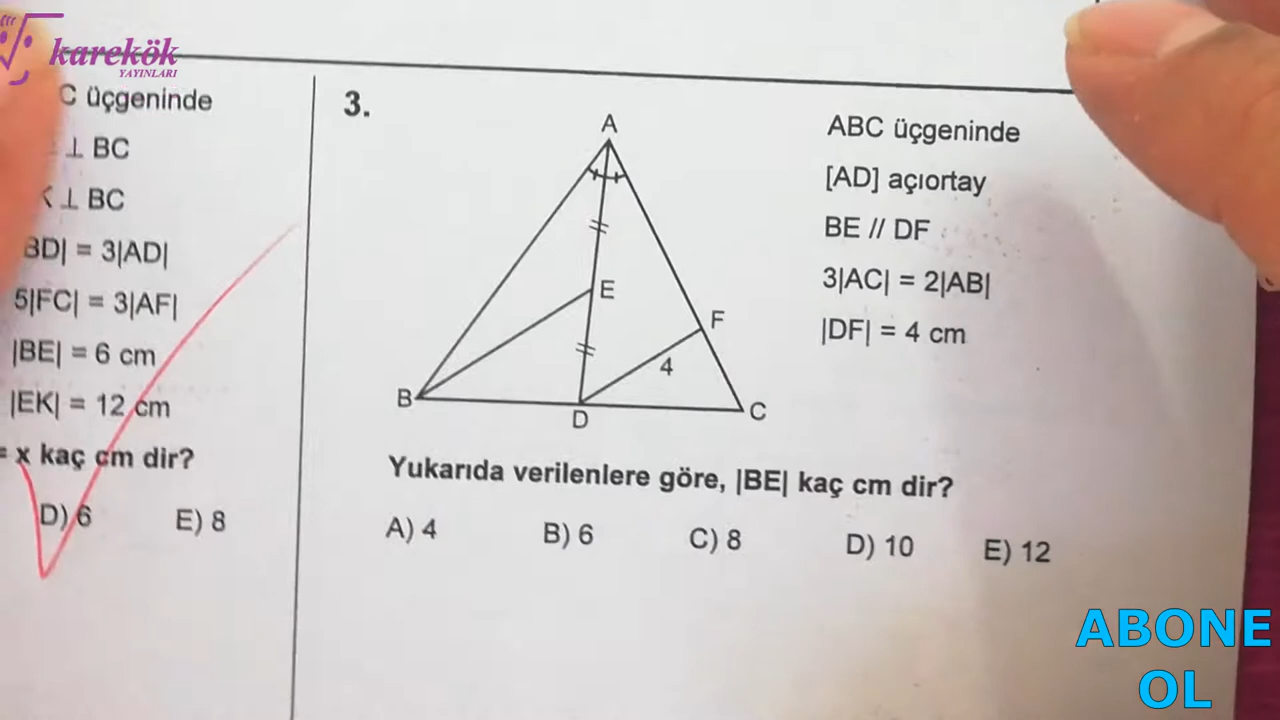 karekök
YAYINLARI
C üçgeninde
⊥ BC
K ⊥ BC
BD| = 3|AD|
5|FC| = 3|AF|
|BE| = 6 cm
|EK| = 12 cm
= x kaç cm dir?
D) 6 E) 8
3.
A
E
F
4
B
D
C
ABC üçgeninde
[AD] açıortay
BE // DF
3|AC| = 2|AB|
|DF| = 4 cm
Yukarıda verilenlere göre, |BE| kaç cm dir?
A) 4 B) 6 C) 8 D) 10 E) 12
ABONE
OL